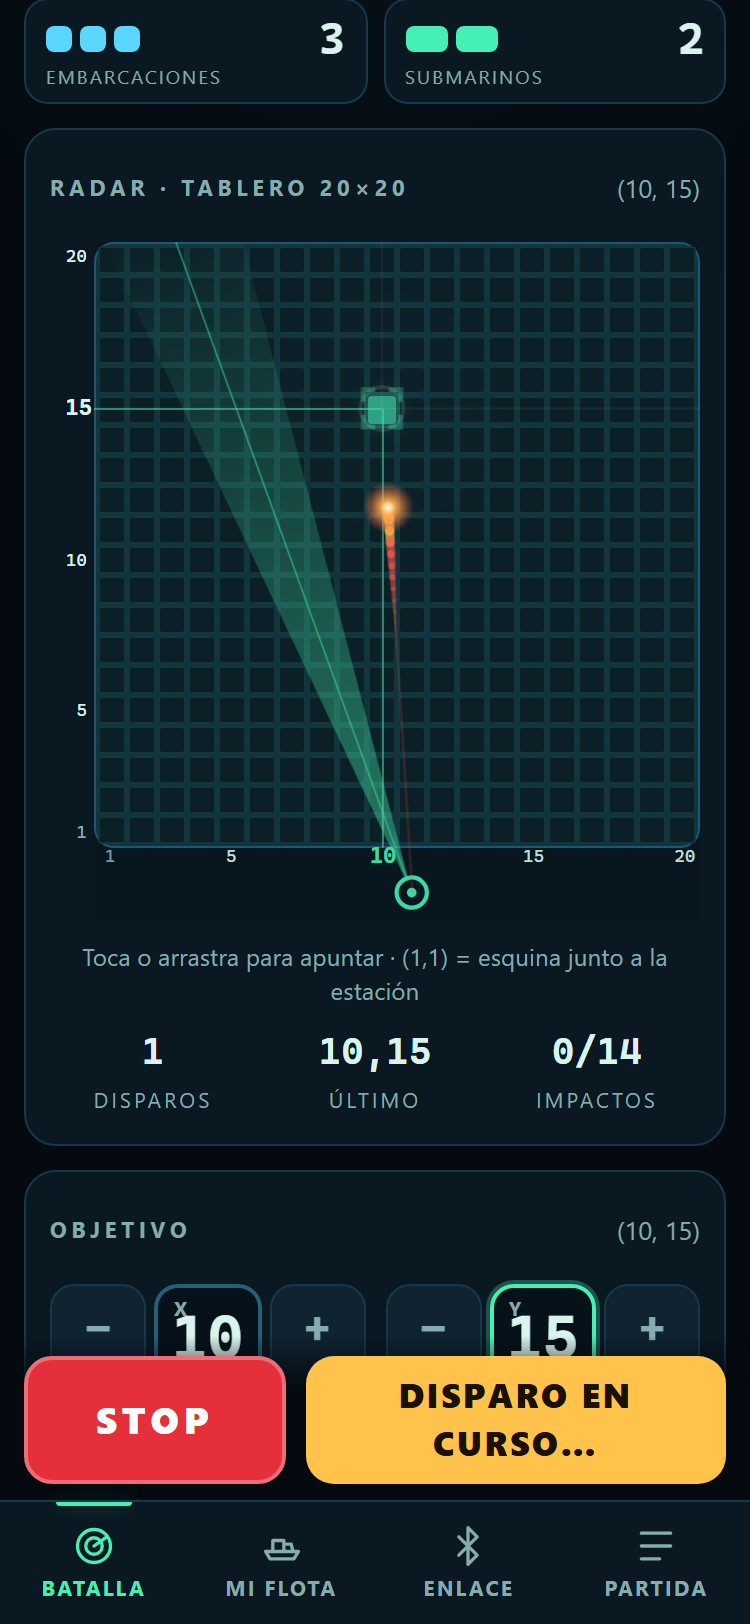 3
EMBARCACIONES
2
SUBMARINOS
RADAR · TABLERO 20×20
(10, 15)
20
15
10
5
1
1 5 10 15 20
Toca o arrastra para apuntar · (1,1) = esquina junto a la
estación
1
DISPAROS
10,15
ÚLTIMO
0/14
IMPACTOS
OBJETIVO
(10, 15)
−
X
10
+
−
Y
15
+
STOP
DISPARO EN
CURSO...
BATALLA
MI FLOTA
ENLACE
PARTIDA